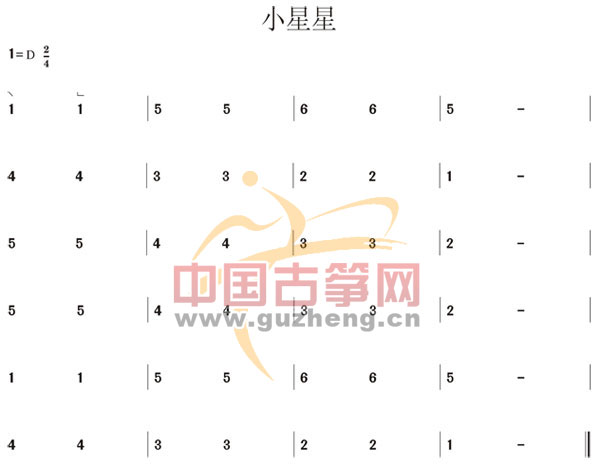 小星星
1=D 2/4
1 1 | 5 5 | 6 6 | 5 - |
4 4 | 3 3 | 2 2 | 1 - |
5 5 | 4 4 | 3 3 | 2 - |
中国古筝网
5 5 | 4 4 | 3 3 | 2 - |
www.guzheng.cn
1 1 | 5 5 | 6 6 | 5 - |
4 4 | 3 3 | 2 2 | 1 - ‖